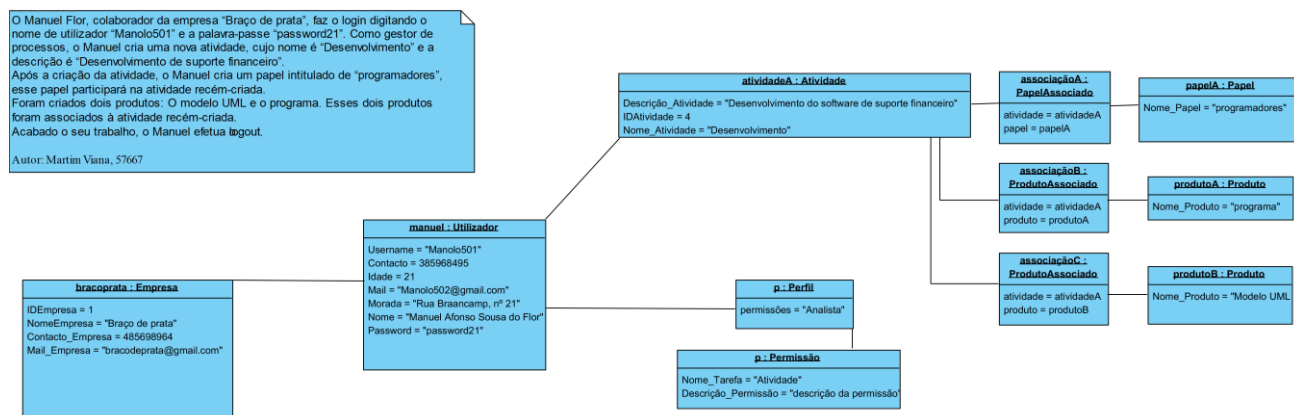 O Manuel Flor, colaborador da empresa “Braço de prata”, faz o login digitando o
nome de utilizador “Manolo501” e a palavra-passe “password21”. Como gestor de
processos, o Manuel cria uma nova atividade, cujo nome é “Desenvolvimento” e a
descrição é “Desenvolvimento de suporte financeiro”.
Após a criação da atividade, o Manuel cria um papel intitulado de “programadores”,
esse papel participará na atividade recém-criada.
Foram criados dois produtos: O modelo UML e o programa. Esses dois produtos
foram associados à atividade recém-criada.
Acabado o seu trabalho, o Manuel efetua logout.
Autor: Martim Viana, 57667
atividadeA : Atividade
Descrição_Atividade = "Desenvolvimento do software de suporte financeiro"
IDAtividade = 4
Nome_Atividade = "Desenvolvimento"
associaçãoA :
PapelAssociado
atividade = atividadeA
papel = papelA
papelA : Papel
Nome_Papel = "programadores"
associaçãoB :
ProdutoAssociado
atividade = atividadeA
produto = produtoA
produtoA : Produto
Nome_Produto = "programa"
manuel : Utilizador
Username = "Manolo501"
Contacto = 385968495
Idade = 21
Mail = "Manolo502@gmail.com"
Morada = "Rua Braancamp, nº 21"
Nome = "Manuel Afonso Sousa do Flor"
Password = "password21"
associaçãoC :
ProdutoAssociado
atividade = atividadeA
produto = produtoB
produtoB : Produto
Nome_Produto = "Modelo UML
bracoprata : Empresa
IDEmpresa = 1
NomeEmpresa = "Braço de prata"
Contacto_Empresa = 485698964
Mail_Empresa = "bracodeprata@gmail.com"
p : Perfil
permissões = "Analista"
p : Permissão
Nome_Tarefa = "Atividade"
Descrição_Permissão = "descrição da permissão"